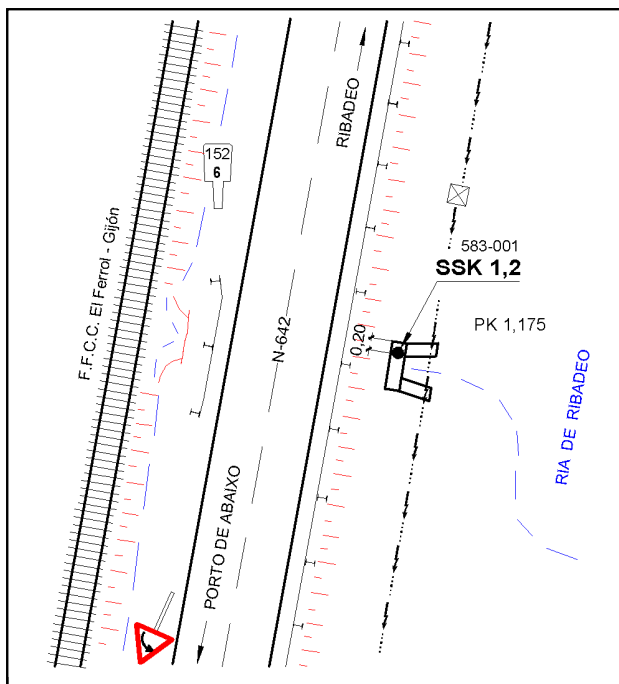 RIBADEO
152
6
583-001
SSK 1,2
F.F.C.C. El Ferrol - Gijón
N-642
0,20
PK 1,175
RIA DE RIBADEO
PORTO DE ABAIXO